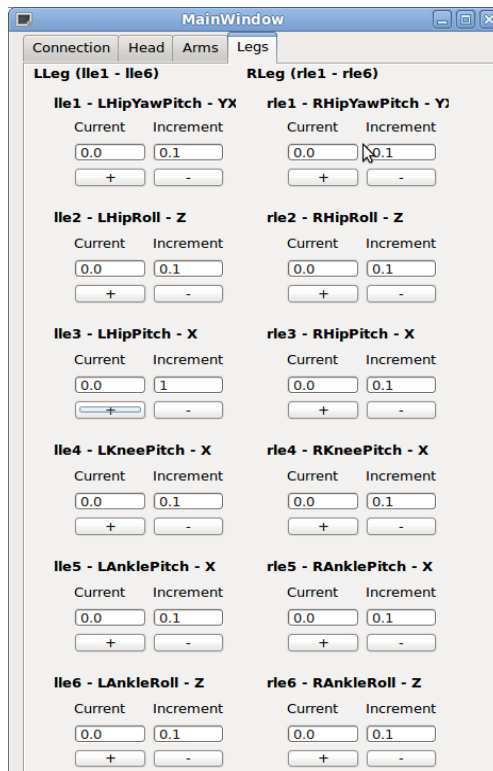 MainWindow
Connection Head Arms Legs
LLeg (lle1 - lle6) RLeg (rle1 - rle6)
lle1 - LHipYawPitch - YX rle1 - RHipYawPitch - Y
Current Increment Current Increment
0.0 0.1 0.0 0.1
+ - + -
lle2 - LHipRoll - Z rle2 - RHipRoll - Z
Current Increment Current Increment
0.0 0.1 0.0 0.1
+ - + -
lle3 - LHipPitch - X rle3 - RHipPitch - X
Current Increment Current Increment
0.0 1 0.0 0.1
+ - + -
lle4 - LKneePitch - X rle4 - RKneePitch - X
Current Increment Current Increment
0.0 0.1 0.0 0.1
+ - + -
lle5 - LAnklePitch - X rle5 - RAnklePitch - X
Current Increment Current Increment
0.0 0.1 0.0 0.1
+ - + -
lle6 - LAnkleRoll - Z rle6 - RAnkleRoll - Z
Current Increment Current Increment
0.0 0.1 0.0 0.1
+ - + -